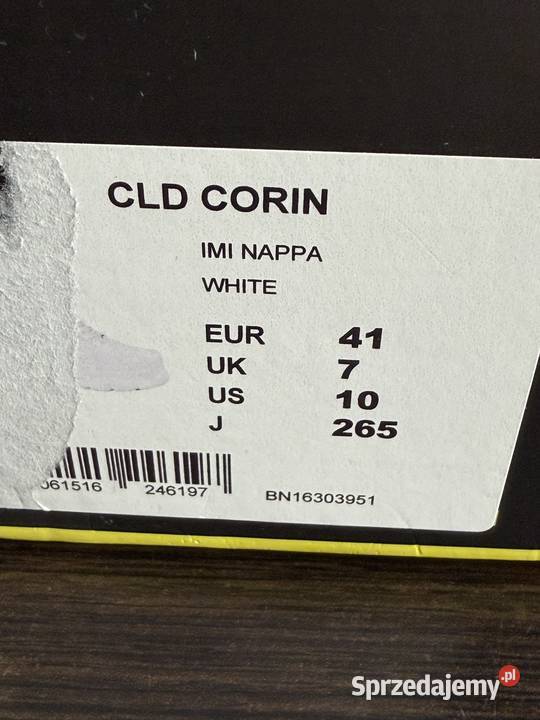 CLD CORIN
IMI NAPPA
WHITE
EUR 41
UK 7
US 10
J 265
061516 246197
BN16303951
Sprzedajemy.pl